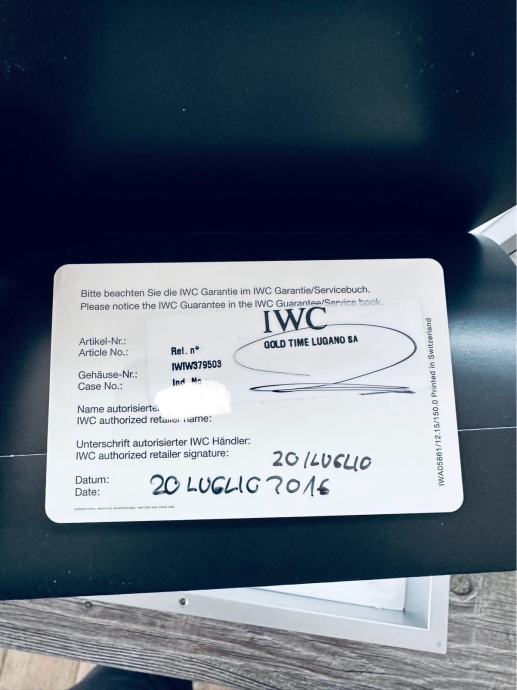 Bitte beachten Sie die IWC Garantie im IWC Garantie/Servicebuch.
Please notice the IWC Guarantee in the IWC Guarantee/Service book.
IWC
GOLD TIME LUGANO SA
Artikel-Nr.:
Article No.:
Rel. n°
IWIW379503
Gehäuse-Nr.:
Case No.:
Ind. No.
Name autorisierte
IWC authorized retailer name:
Unterschrift autorisierter IWC Händler:
IWC authorized retailer signature:
20 LUGLIO
Datum:
Date:
20 LUGLIO 2016
IWA05861/12.15/150.0 Printed in Switzerland